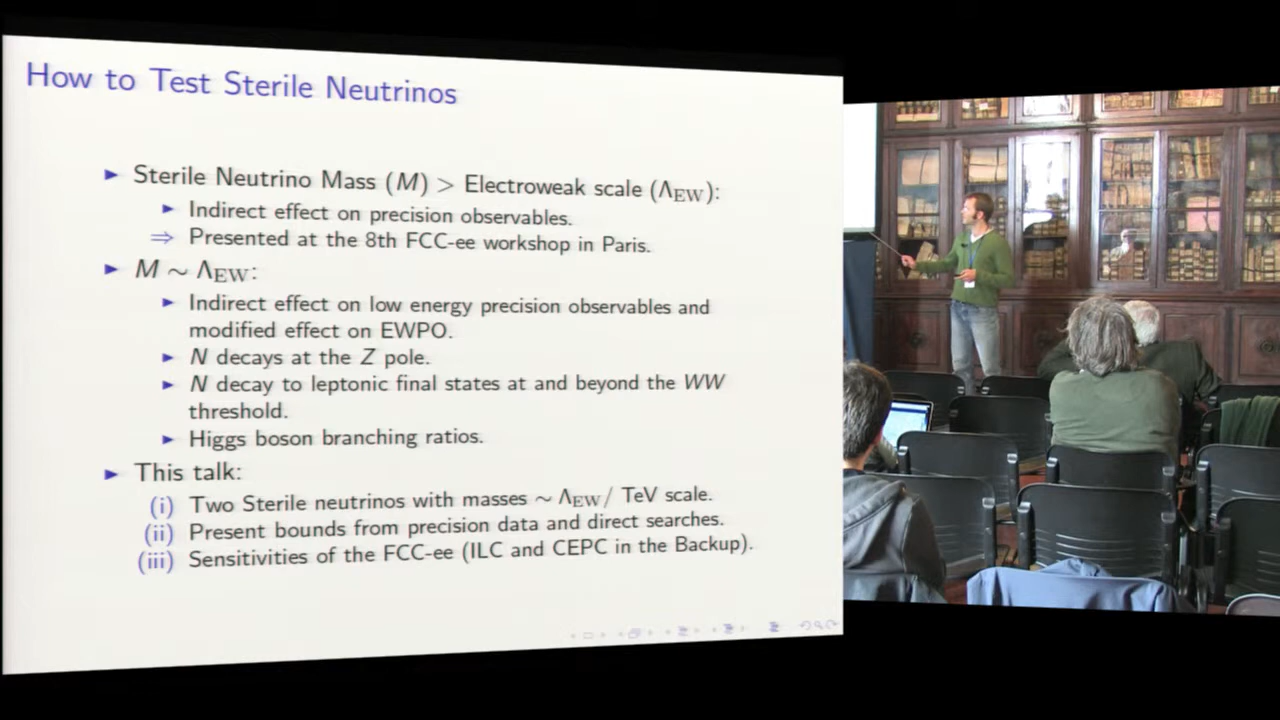 How to Test Sterile Neutrinos
► Sterile Neutrino Mass (M) > Electroweak scale (Λ_EW):
► Indirect effect on precision observables.
⇒ Presented at the 8th FCC-ee workshop in Paris.
► M ∼ Λ_EW:
► Indirect effect on low energy precision observables and
modified effect on EWPO.
► N decays at the Z pole.
► N decay to leptonic final states at and beyond the WW
threshold.
► Higgs boson branching ratios.
► This talk:
(i) Two Sterile neutrinos with masses ∼ Λ_EW/ TeV scale.
(ii) Present bounds from precision data and direct searches.
(iii) Sensitivities of the FCC-ee (ILC and CEPC in the Backup).